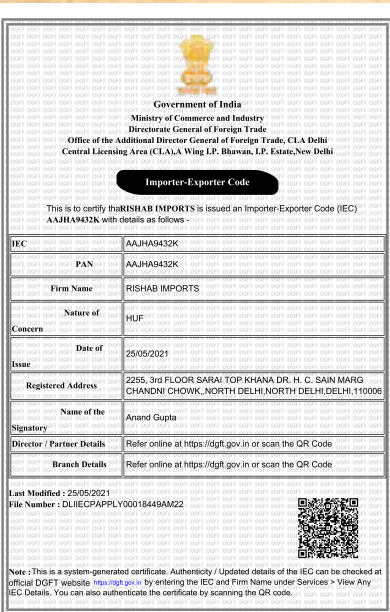 Government of India
Ministry of Commerce and Industry
Directorate General of Foreign Trade
Office of the Additional Director General of Foreign Trade, CLA Delhi
Central Licensing Area (CLA),A Wing I.P. Bhawan, I.P. Estate,New Delhi
Importer-Exporter Code
This is to certify thaRISHAB IMPORTS is issued an Importer-Exporter Code (IEC)
AAJHA9432K with details as follows -
IEC AAJHA9432K
PAN AAJHA9432K
Firm Name RISHAB IMPORTS
Nature of
Concern HUF
Date of
Issue 25/05/2021
Registered Address 2255, 3rd FLOOR SARAI TOP KHANA DR. H. C. SAIN MARG
CHANDNI CHOWK,,NORTH DELHI,NORTH DELHI,DELHI,110006
Name of the
Signatory Anand Gupta
Director / Partner Details Refer online at https://dgft.gov.in or scan the QR Code
Branch Details Refer online at https://dgft.gov.in or scan the QR Code
Last Modified : 25/05/2021
File Number : DLIIECPAPPLY00018449AM22
Note : This is a system-generated certificate. Authenticity / Updated details of the IEC can be checked at
official DGFT website https://dgft.gov.in by entering the IEC and Firm Name under Services > View Any
IEC Details. You can also authenticate the certificate by scanning the QR code.